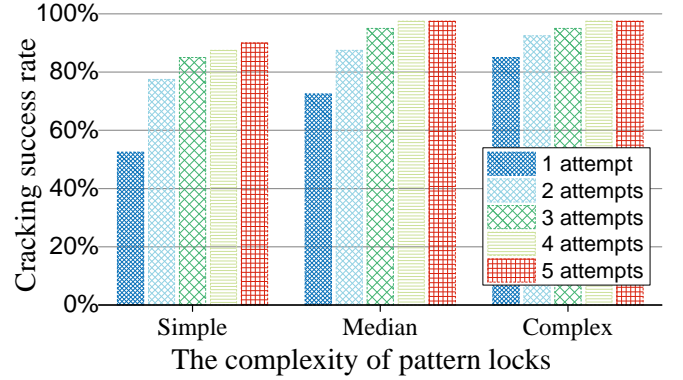 100%
80%
60%
40%
20%
0%
Cracking success rate
1 attempt
2 attempts
3 attempts
4 attempts
5 attempts
Simple Median Complex
The complexity of pattern locks